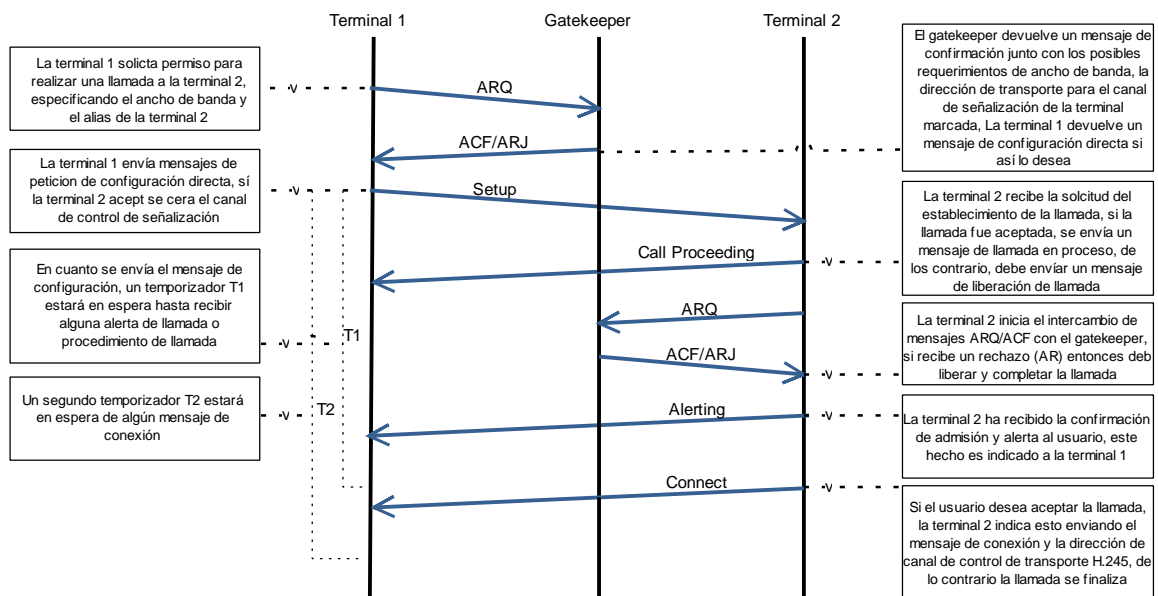 Terminal 1
Gatekeeper
Terminal 2
La terminal 1 solicta permiso para
realizar una llamada a la terminal 2,
especificando el ancho de banda y
el alias de la terminal 2
La terminal 1 envía mensajes de
peticion de configuración directa, sí
la terminal 2 acept se cera el canal
de control de señalización
En cuanto se envía el mensaje de
configuración, un temporizador T1
estará en espera hasta recibir
alguna alerta de llamada o
procedimiento de llamada
Un segundo temporizador T2 estará
en espera de algún mensaje de
conexión
ARQ
ACF/ARJ
Setup
Call Proceeding
ARQ
ACF/ARJ
Alerting
Connect
T1
T2
El gatekeeper devuelve un mensaje de
confirmación junto con los posibles
requerimientos de ancho de banda, la
dirección de transporte para el canal
de señalización de la terminal
marcada, La terminal 1 devuelve un
mensaje de configuración directa si
así lo desea
La terminal 2 recibe la solcitud del
establecimiento de la llamada, si la
llamada fue aceptada, se envía un
mensaje de llamada en proceso, de
los contrario, debe envíar un mensaje
de liberación de llamada
La terminal 2 inicia el intercambio de
mensajes ARQ/ACF con el gatekeeper,
si recibe un rechazo (AR) entonces deb
liberar y completar la llamada
La terminal 2 ha recibido la confirmación
de admisión y alerta al usuario, este
hecho es indicado a la terminal 1
Si el usuario desea aceptar la llamada,
la terminal 2 indica esto enviando el
mensaje de conexión y la dirección de
canal de control de transporte H.245, de
lo contrario la llamada se finaliza